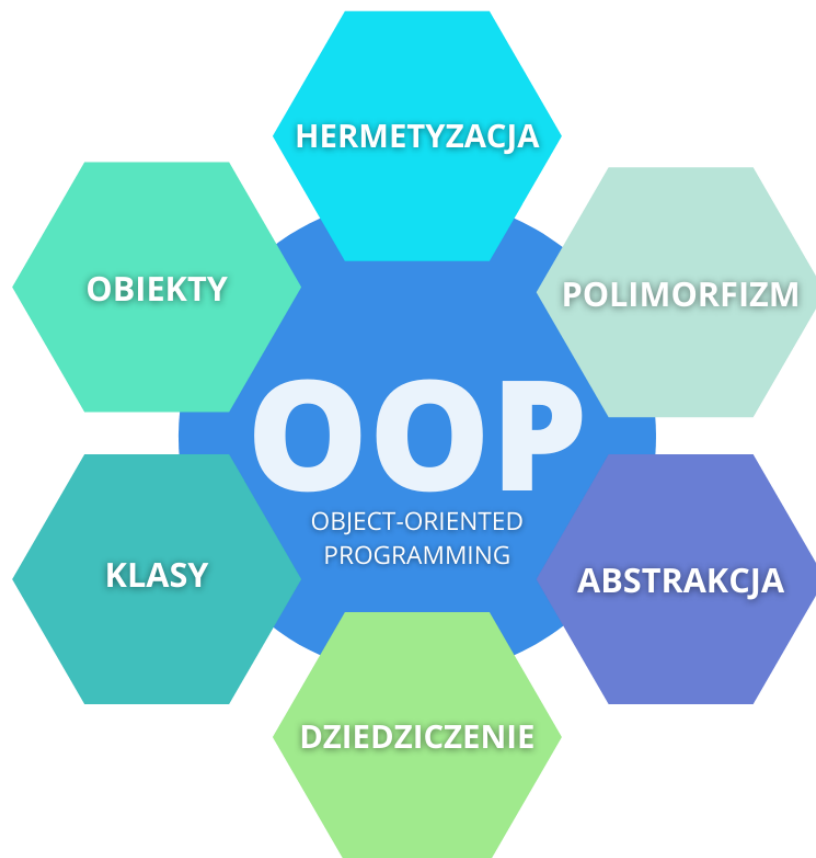 HERMETYZACJA
OBIEKTY
POLIMORFIZM
OOP
OBJECT-ORIENTED
PROGRAMMING
KLASY
ABSTRAKCJA
DZIEDZICZENIE